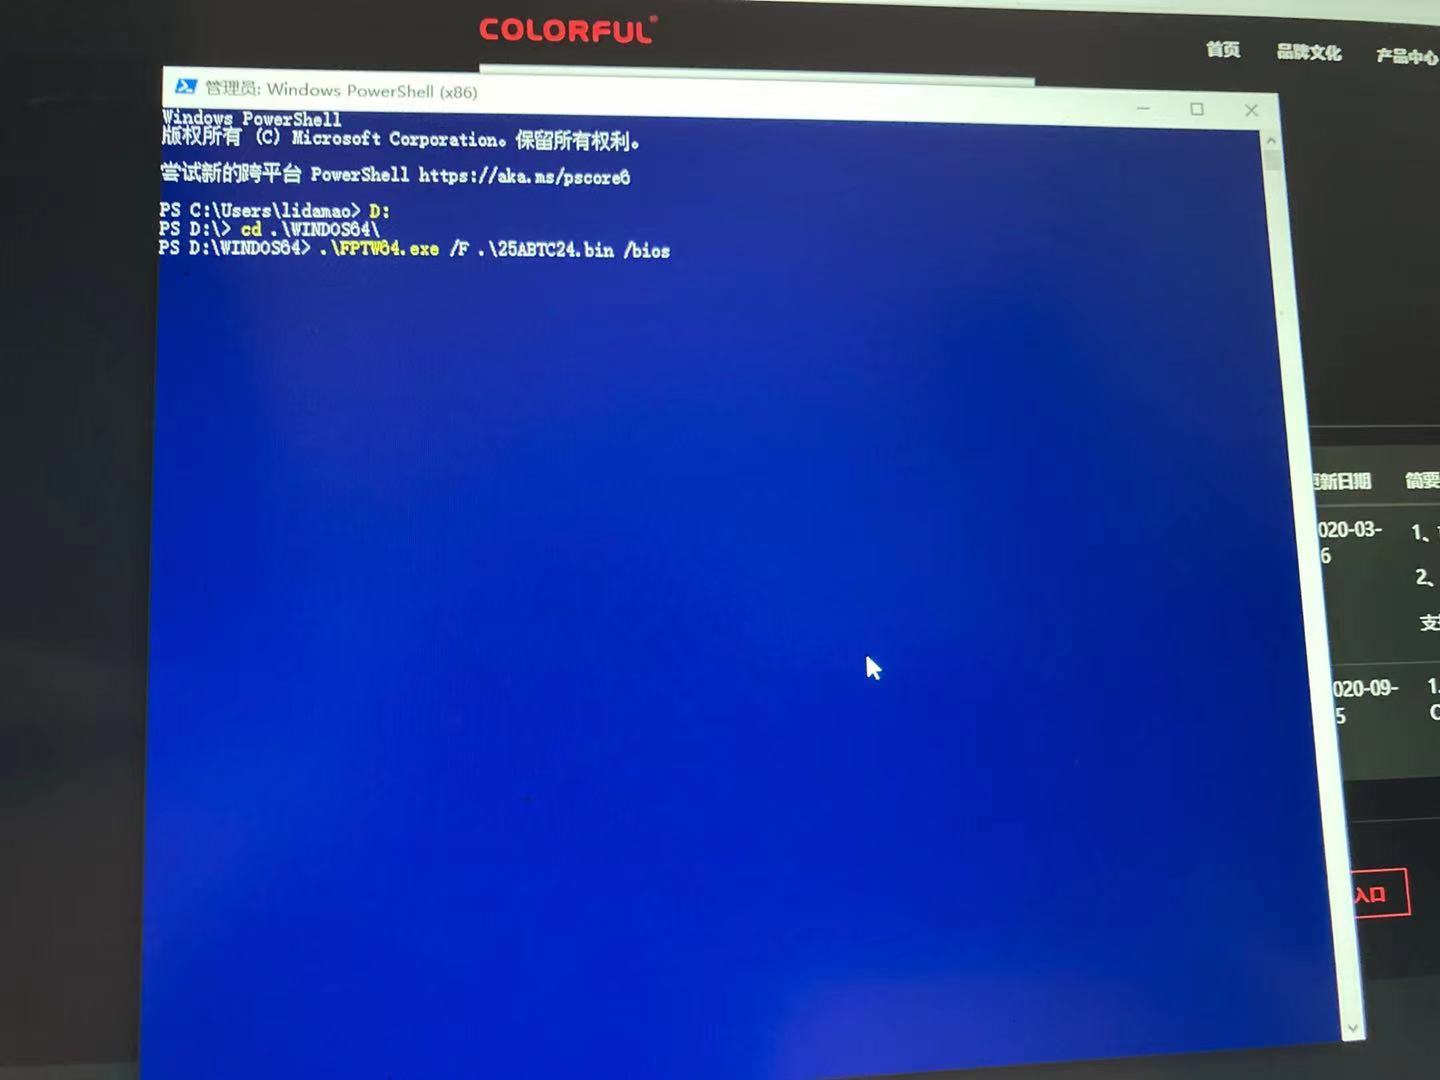 COLORFUL
首页 品牌文化 产品中心
管理员: Windows PowerShell (x86)
Windows PowerShell
版权所有 (C) Microsoft Corporation。保留所有权利。
尝试新的跨平台 PowerShell https://aka.ms/pscore6
PS C:\Users\lidamao> D:
PS D:\> cd .\WINDOS64\
PS D:\WINDOS64> .\FPTW64.exe /F .\25ABTC24.bin /bios
更新日期 简要
020-03-
6
1、
2、
支
020-09-
5
1.
入口